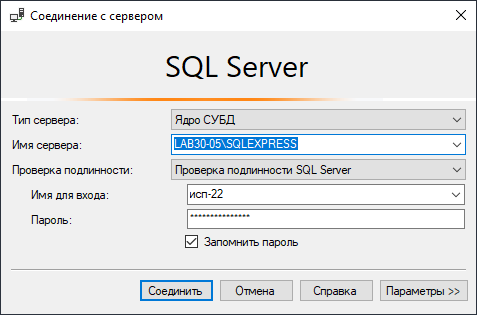 Соединение с сервером
SQL Server
Тип сервера: Ядро СУБД
Имя сервера: LAB30-05\SQLEXPRESS
Проверка подлинности: Проверка подлинности SQL Server
Имя для входа: исп-22
Пароль: ***************
Запомнить пароль
Соединить Отмена Справка Параметры >>